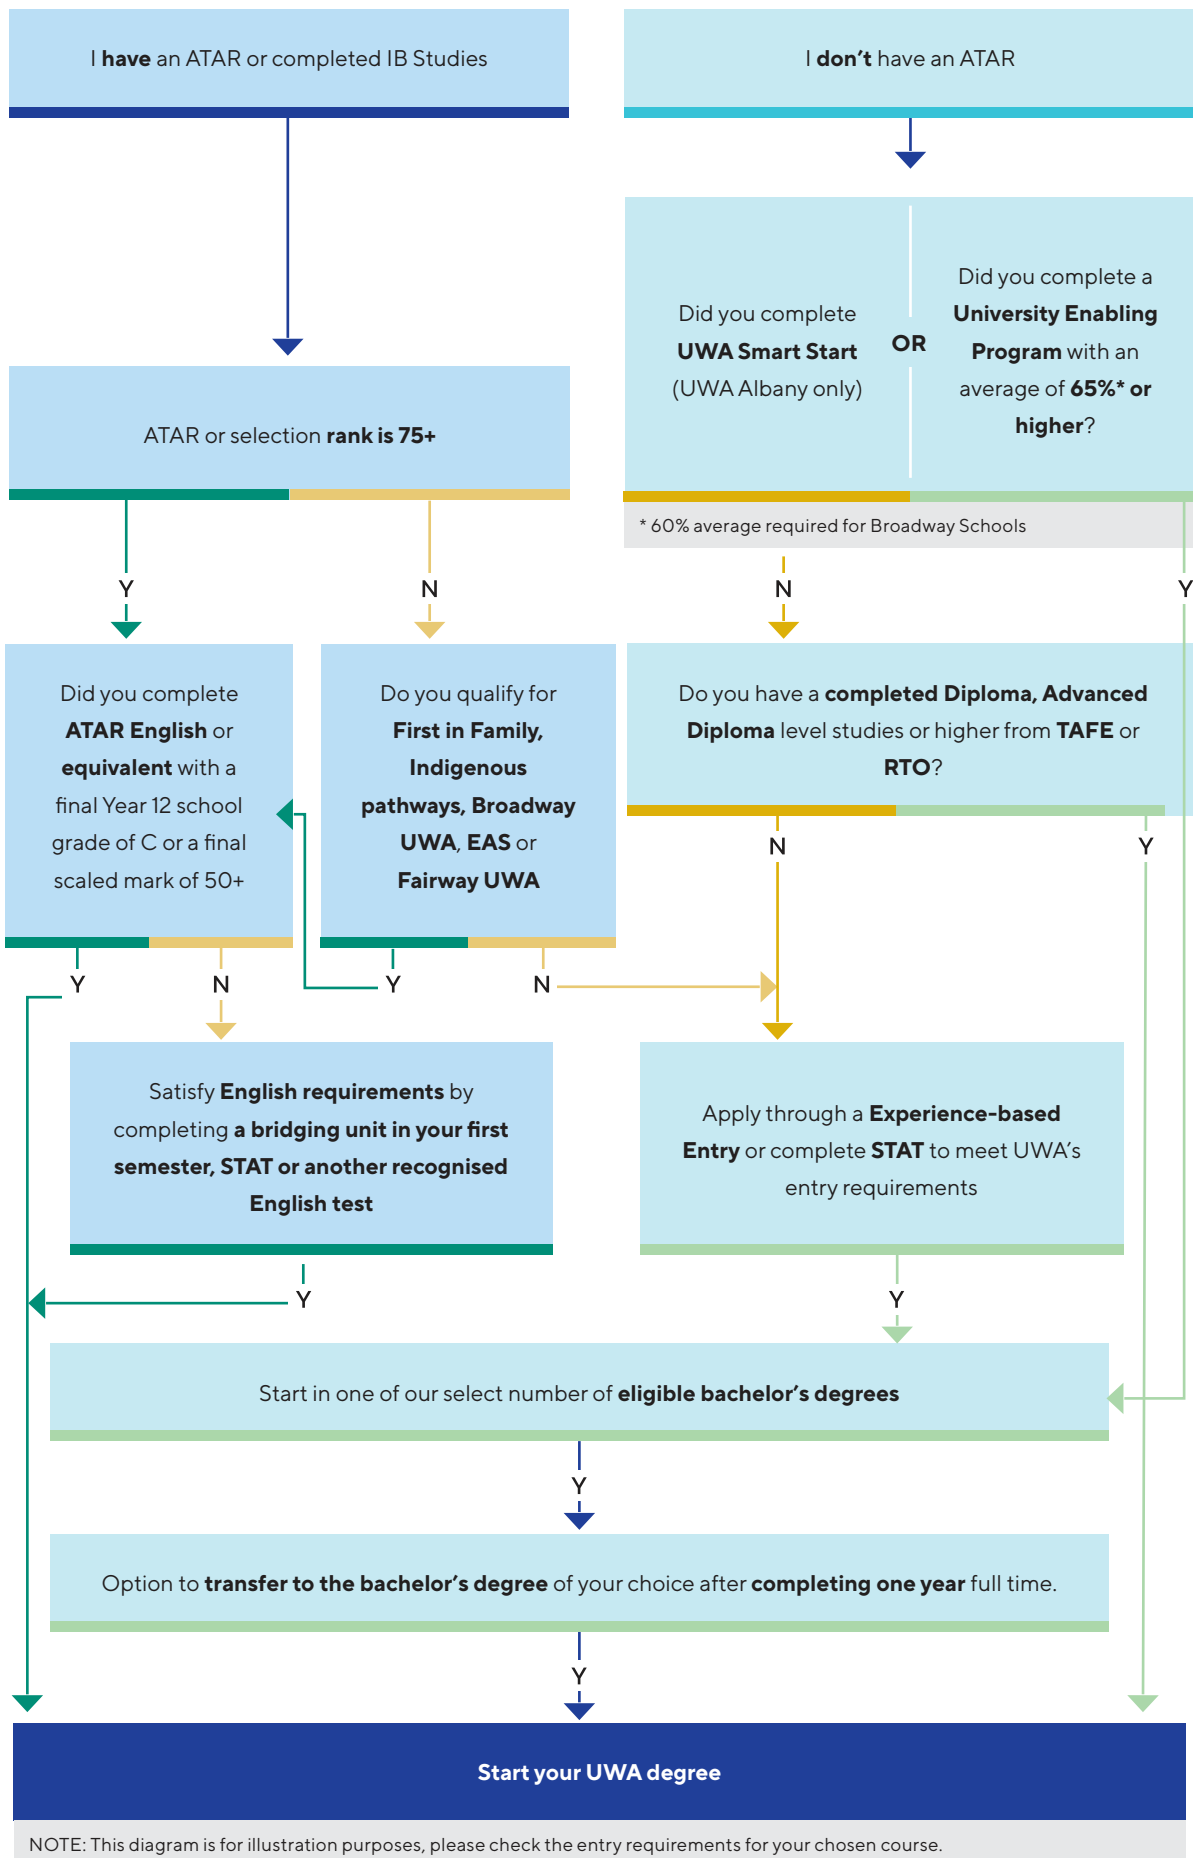 I have an ATAR or completed IB Studies
I don't have an ATAR
Did you complete
UWA Smart Start
(UWA Albany only)
OR
Did you complete a
University Enabling
Program with an
average of 65%* or
higher?
ATAR or selection rank is 75+
* 60% average required for Broadway Schools
Y
N
N
Y
Did you complete
ATAR English or
equivalent with a
final Year 12 school
grade of C or a final
scaled mark of 50+
Do you qualify for
First in Family,
Indigenous
pathways, Broadway
UWA, EAS or
Fairway UWA
Do you have a completed Diploma, Advanced
Diploma level studies or higher from TAFE or
RTO?
N
Y
Y
N
Y
N
Satisfy English requirements by
completing a bridging unit in your first
semester, STAT or another recognised
English test
Apply through a Experience-based
Entry or complete STAT to meet UWA's
entry requirements
Y
Y
Start in one of our select number of eligible bachelor's degrees
Y
Option to transfer to the bachelor's degree of your choice after completing one year full time.
Y
Start your UWA degree
NOTE: This diagram is for illustration purposes, please check the entry requirements for your chosen course.